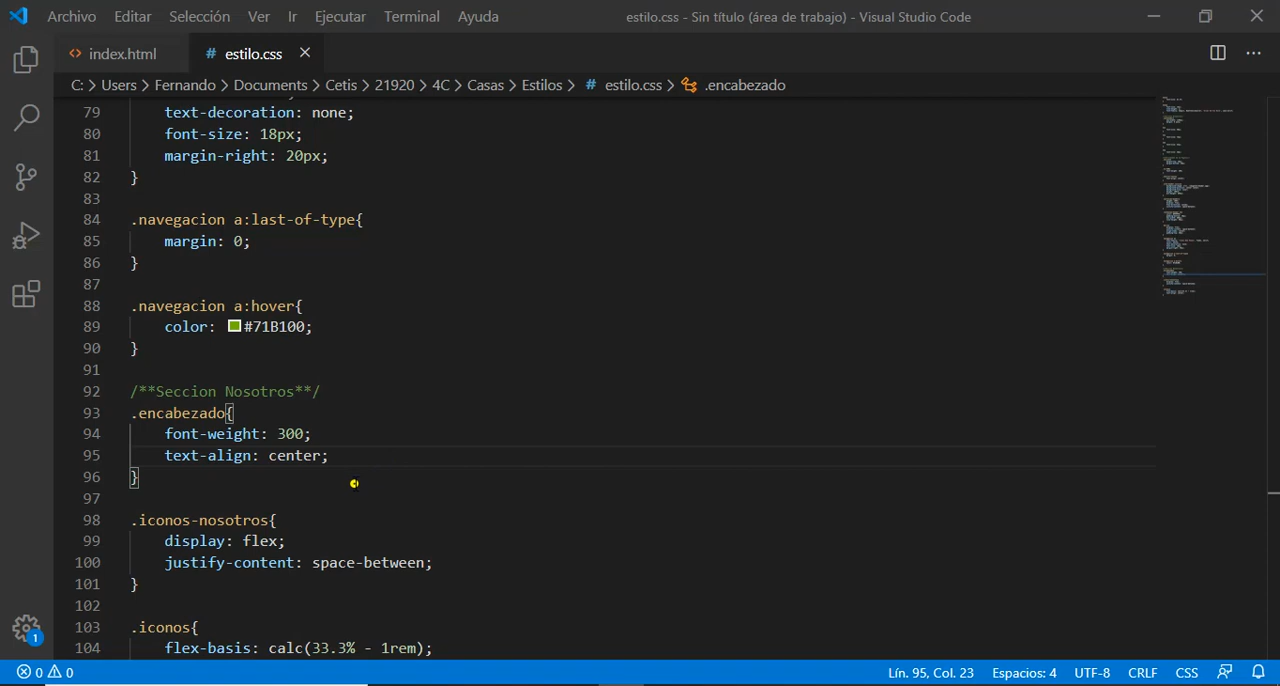 Archivo Editar Selección Ver Ir Ejecutar Terminal Ayuda estilo.css - Sin título (área de trabajo) - Visual Studio Code
index.html # estilo.css
C: > Users > Fernando > Documents > Cetis > 21920 > 4C > Casas > Estilos > # estilo.css > .encabezado
79 text-decoration: none;
80 font-size: 18px;
81 margin-right: 20px;
82 }
83
84 .navegacion a:last-of-type{
85 margin: 0;
86 }
87
88 .navegacion a:hover{
89 color: #71B100;
90 }
91
92 /**Seccion Nosotros**/
93 .encabezado{
94 font-weight: 300;
95 text-align: center;
96 }
97
98 .iconos-nosotros{
99 display: flex;
100 justify-content: space-between;
101 }
102
103 .iconos{
104 flex-basis: calc(33.3% - 1rem);
1
0 0 Lín. 95, Col. 23 Espacios: 4 UTF-8 CRLF CSS